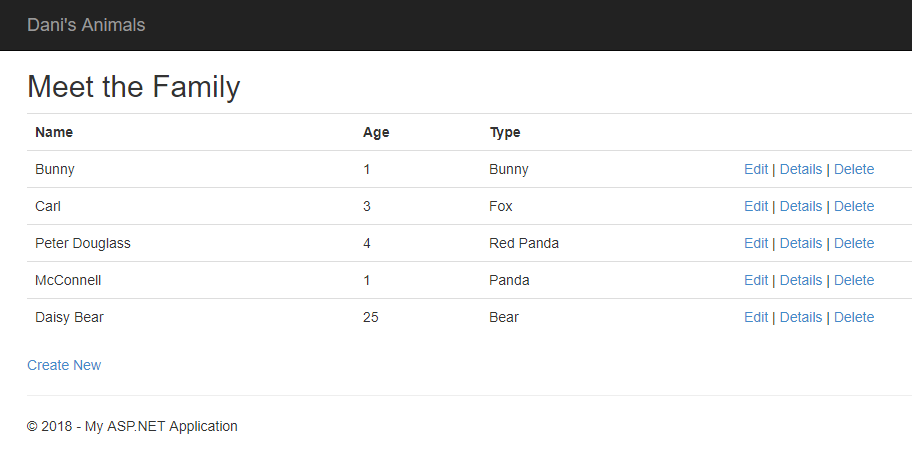 Dani's Animals
Meet the Family
Name Age Type
Bunny 1 Bunny Edit | Details | Delete
Carl 3 Fox Edit | Details | Delete
Peter Douglass 4 Red Panda Edit | Details | Delete
McConnell 1 Panda Edit | Details | Delete
Daisy Bear 25 Bear Edit | Details | Delete
Create New
© 2018 - My ASP.NET Application